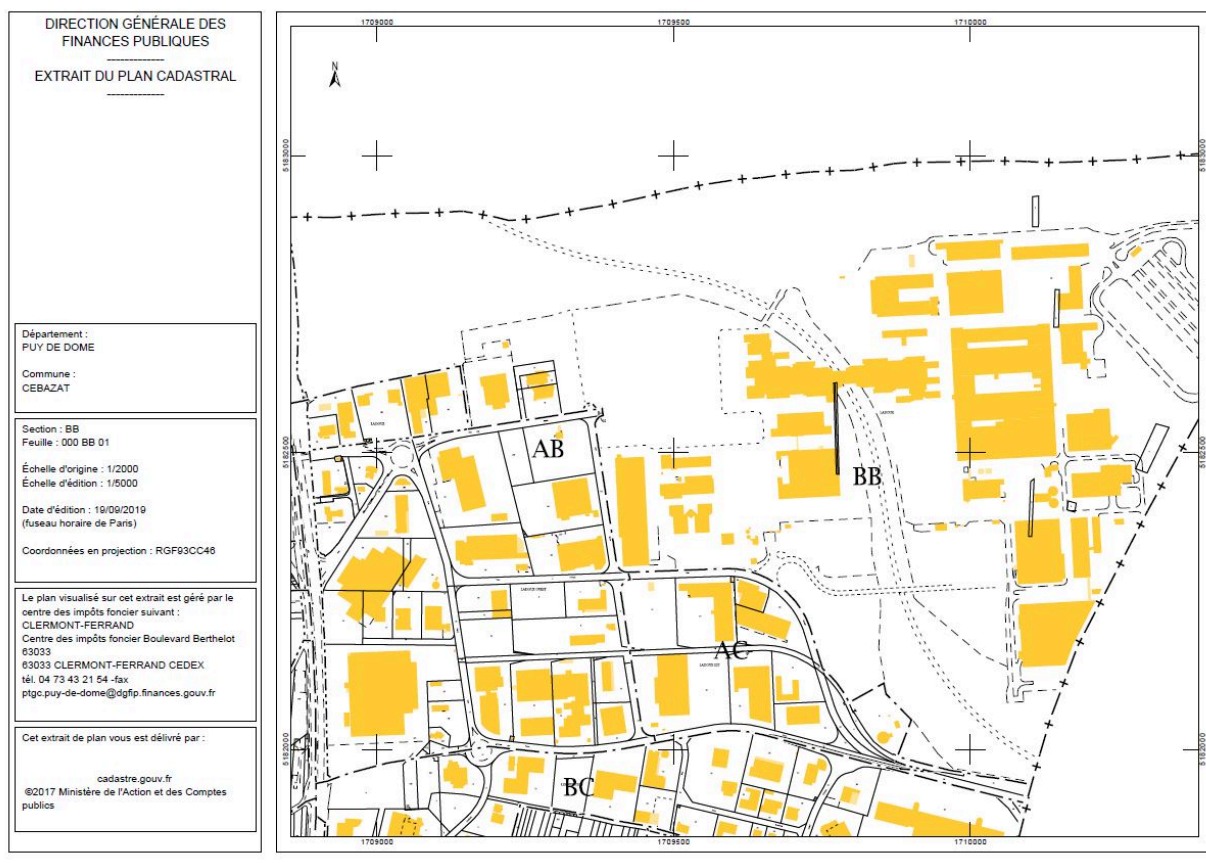 DIRECTION GÉNÉRALE DES
FINANCES PUBLIQUES
-------------
EXTRAIT DU PLAN CADASTRAL
-------------
Département :
PUY DE DOME
Commune :
CEBAZAT
Section : BB
Feuille : 000 BB 01
Échelle d'origine : 1/2000
Échelle d'édition : 1/5000
Date d'édition : 19/09/2019
(fuseau horaire de Paris)
Coordonnées en projection : RGF93CC46
Le plan visualisé sur cet extrait est géré par le
centre des impôts foncier suivant :
CLERMONT-FERRAND
Centre des impôts foncier Boulevard Berthelot
63033
63033 CLERMONT-FERRAND CEDEX
tél. 04 73 43 21 54 -fax
ptgc.puy-de-dome@dgfip.finances.gouv.fr
Cet extrait de plan vous est délivré par :
cadastre.gouv.fr
©2017 Ministère de l'Action et des Comptes
publics
1709000
1709500
1710000
N
5183000
5183000
AB
5182500
5182500
BB
AC
5182000
5182000
BC
1709000
1709500
1710000